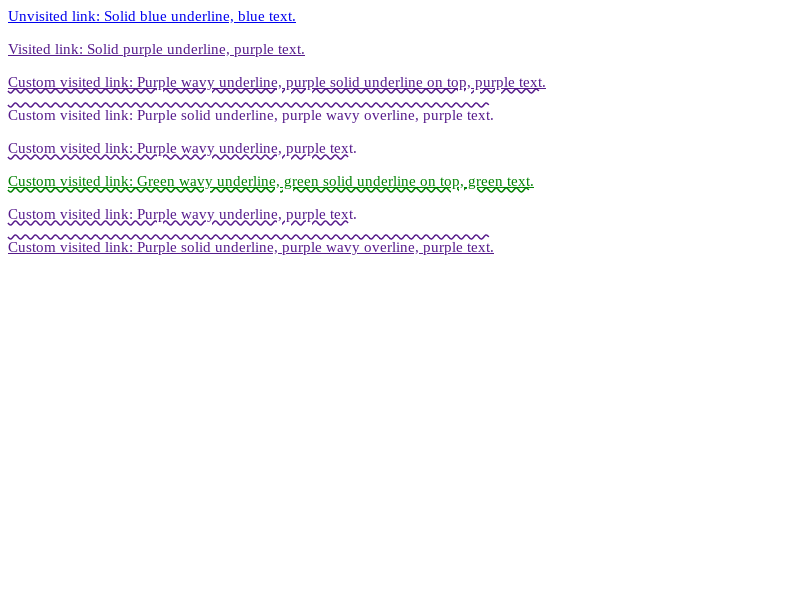 Unvisited link: Solid blue underline, blue text.
Visited link: Solid purple underline, purple text.
Custom visited link: Purple wavy underline, purple solid underline on top, purple text.
Custom visited link: Purple solid underline, purple wavy overline, purple text.
Custom visited link: Purple wavy underline, purple text.
Custom visited link: Green wavy underline, green solid underline on top, green text.
Custom visited link: Purple wavy underline, purple text.
Custom visited link: Purple solid underline, purple wavy overline, purple text.